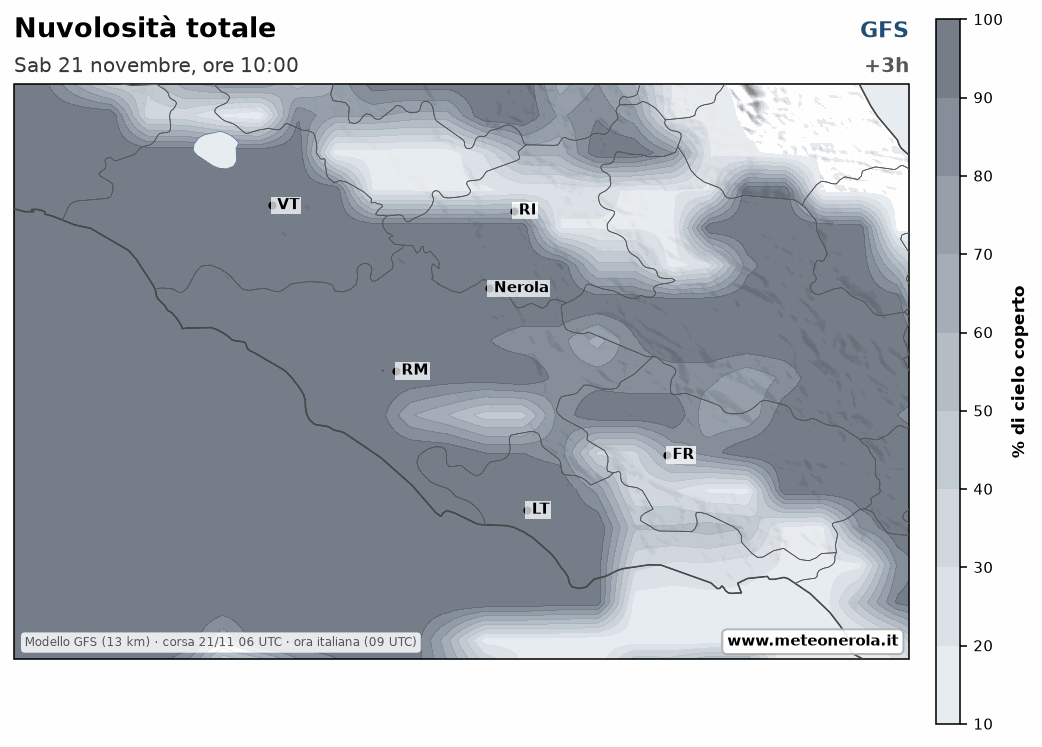 Nuvolosità totale
GFS
Sab 21 novembre, ore 10:00
+3h
VT
RI
Nerola
RM
FR
LT
Modello GFS (13 km) · corsa 21/11 06 UTC · ora italiana (09 UTC)
www.meteonerola.it
100
90
80
70
60
50
40
30
20
10
% di cielo coperto